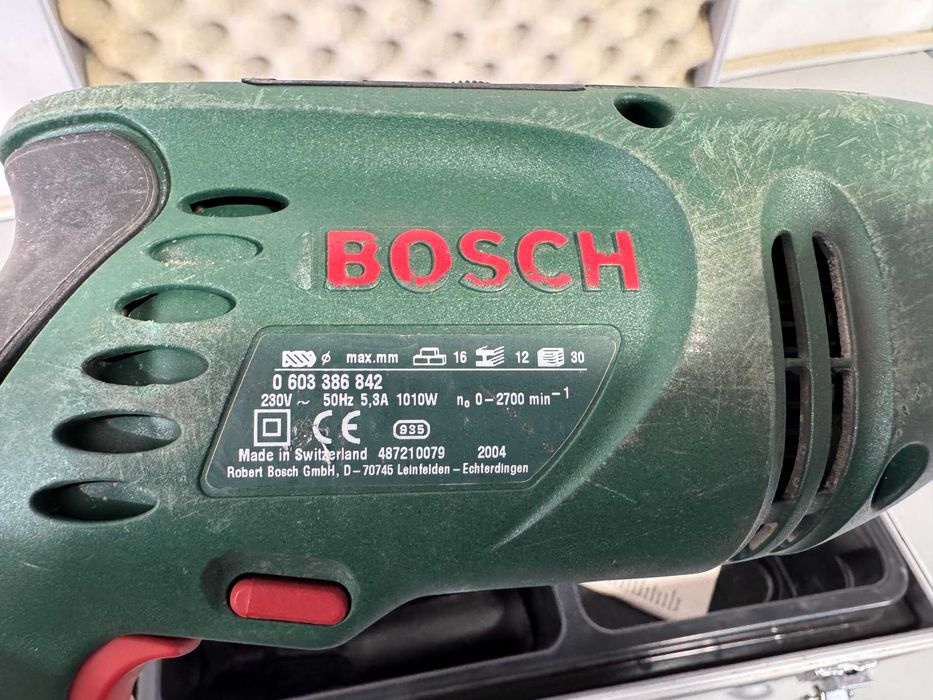 BOSCH
ø max.mm 16 12 30
0 603 386 842
230V ~ 50Hz 5,3A 1010W n₀ 0-2700 min⁻¹
CE 935
Made in Switzerland 487210079 2004
Robert Bosch GmbH, D-70745 Leinfelden-Echterdingen